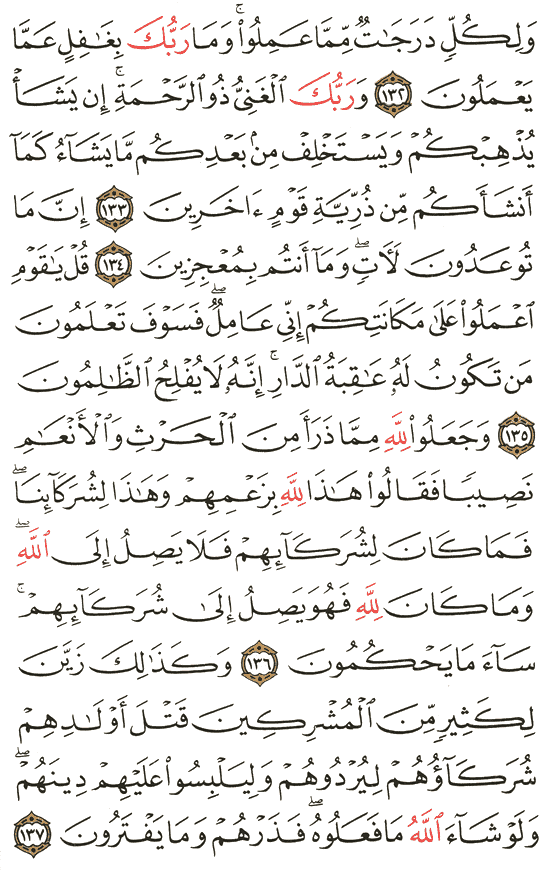 وَلِكُلٍّ دَرَجَٰتٌ مِّمَّا عَمِلُوا۟ ۚ وَمَا رَبُّكَ بِغَٰفِلٍ عَمَّا
يَعْمَلُونَ ١٣٢ وَرَبُّكَ ٱلْغَنِىُّ ذُو ٱلرَّحْمَةِ ۚ إِن يَشَأْ
يُذْهِبْكُمْ وَيَسْتَخْلِفْ مِنۢ بَعْدِكُم مَّا يَشَآءُ كَمَآ
أَنشَأَكُم مِّن ذُرِّيَّةِ قَوْمٍ ءَاخَرِينَ ١٣٣ إِنَّ مَا
تُوعَدُونَ لَءَاتٍ ۖ وَمَآ أَنتُم بِمُعْجِزِينَ ١٣٤ قُلْ يَٰقَوْمِ
ٱعْمَلُوا۟ عَلَىٰ مَكَانَتِكُمْ إِنِّى عَامِلٌ ۖ فَسَوْفَ تَعْلَمُونَ
مَن تَكُونُ لَهُۥ عَٰقِبَةُ ٱلدَّارِ ۚ إِنَّهُۥ لَا يُفْلِحُ ٱلظَّٰلِمُونَ
١٣٥ وَجَعَلُوا۟ لِلَّهِ مِمَّا ذَرَأَ مِنَ ٱلْحَرْثِ وَٱلْأَنْعَٰمِ
نَصِيبًا فَقَالُوا۟ هَٰذَا لِلَّهِ بِزَعْمِهِمْ وَهَٰذَا لِشُرَكَآئِنَا ۖ
فَمَا كَانَ لِشُرَكَآئِهِمْ فَلَا يَصِلُ إِلَى ٱللَّهِ ۖ
وَمَا كَانَ لِلَّهِ فَهُوَ يَصِلُ إِلَىٰ شُرَكَآئِهِمْ ۗ
سَآءَ مَا يَحْكُمُونَ ١٣٦ وَكَذَٰلِكَ زَيَّنَ
لِكَثِيرٍ مِّنَ ٱلْمُشْرِكِينَ قَتْلَ أَوْلَٰدِهِمْ
شُرَكَآؤُهُمْ لِيُرْدُوهُمْ وَلِيَلْبِسُوا۟ عَلَيْهِمْ دِينَهُمْ ۖ
وَلَوْ شَآءَ ٱللَّهُ مَا فَعَلُوهُ ۖ فَذَرْهُمْ وَمَا يَفْتَرُونَ ١٣٧